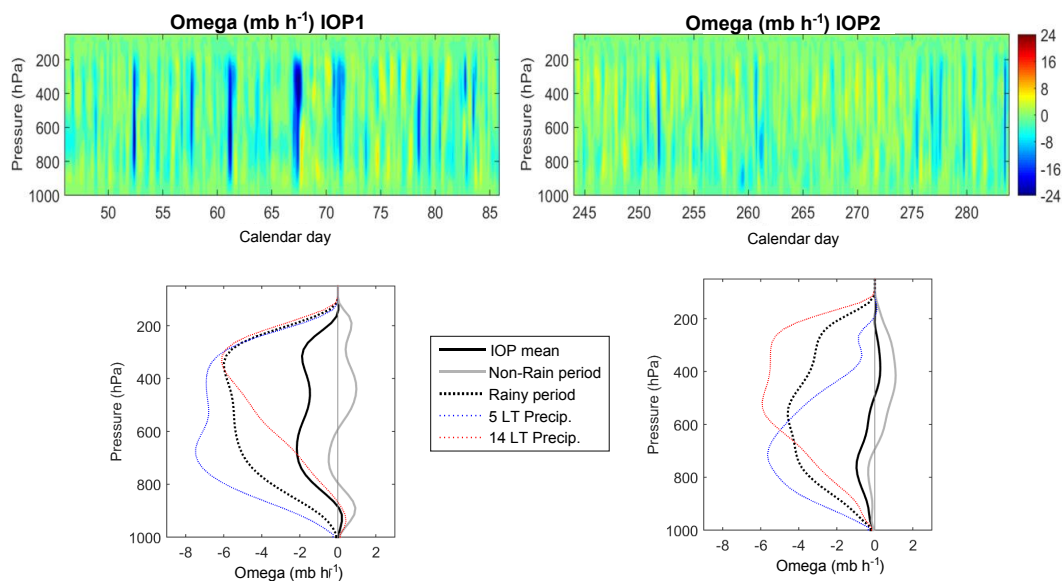 Omega (mb h⁻¹) IOP1
Pressure (hPa)
200
400
600
800
1000
50 55 60 65 70 75 80 85
Calendar day
Omega (mb h⁻¹) IOP2
Pressure (hPa)
200
400
600
800
1000
245 250 255 260 265 270 275 280
Calendar day
24
16
8
0
-8
-16
-24
Pressure (hPa)
200
400
600
800
1000
-8 -6 -4 -2 0 2
Omega (mb h⁻¹)
IOP mean
Non-Rain period
Rainy period
5 LT Precip.
14 LT Precip.
Pressure (hPa)
200
400
600
800
1000
-8 -6 -4 -2 0 2
Omega (mb h⁻¹)